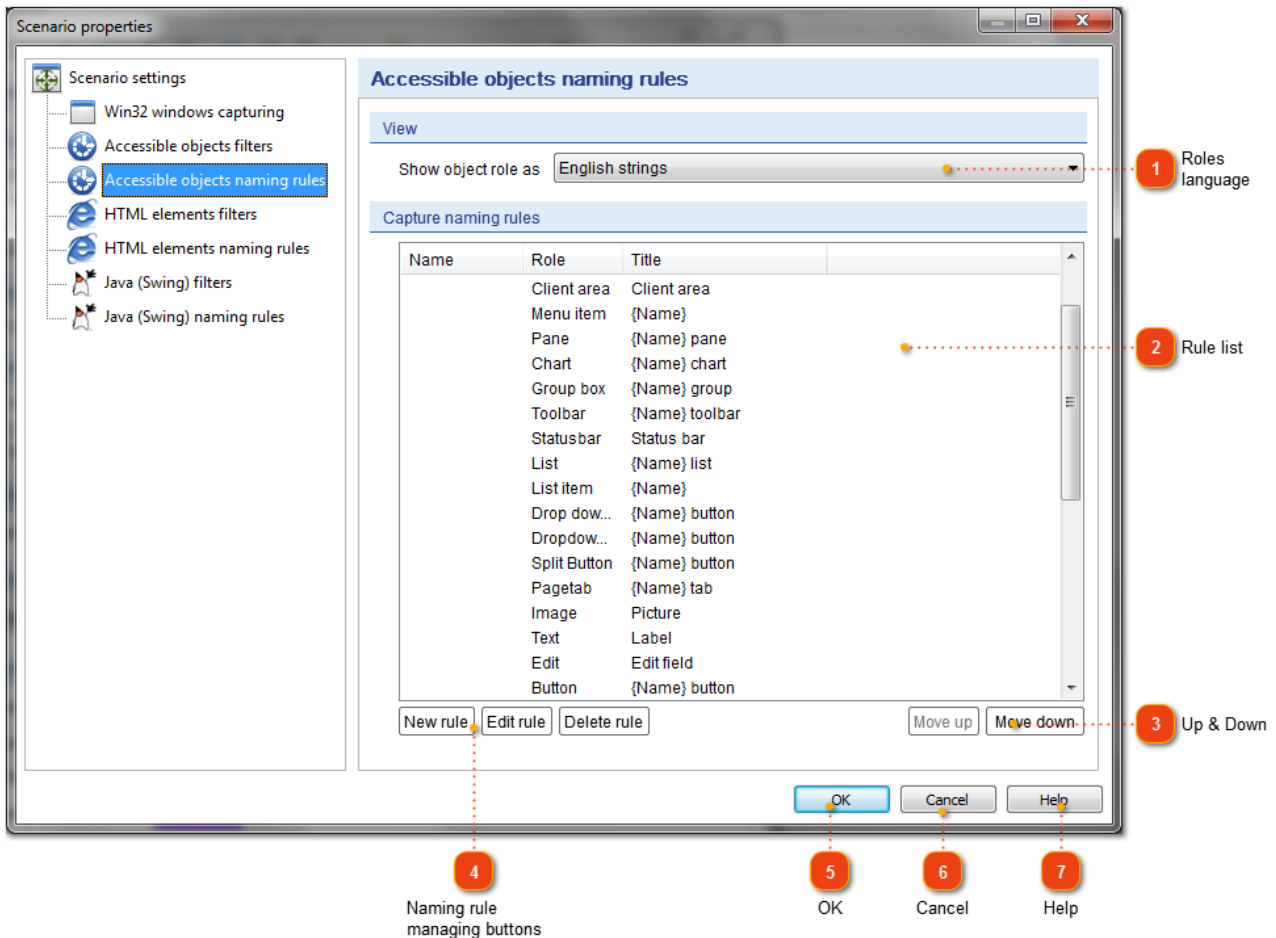 Scenario properties
Scenario settings
Win32 windows capturing
Accessible objects filters
Accessible objects naming rules
HTML elements filters
HTML elements naming rules
Java (Swing) filters
Java (Swing) naming rules
Accessible objects naming rules
View
Show object role as English strings
Capture naming rules
Name Role Title
Client area Client area
Menu item {Name}
Pane {Name} pane
Chart {Name} chart
Group box {Name} group
Toolbar {Name} toolbar
Statusbar Status bar
List {Name} list
List item {Name}
Drop dow... {Name} button
Dropdow... {Name} button
Split Button {Name} button
Pagetab {Name} tab
Image Picture
Text Label
Edit Edit field
Button {Name} button
New rule Edit rule Delete rule Move up Move down
OK Cancel Help
1 Roles
language
2 Rule list
3 Up & Down
4 5 6 7
Naming rule
managing buttons
OK Cancel Help